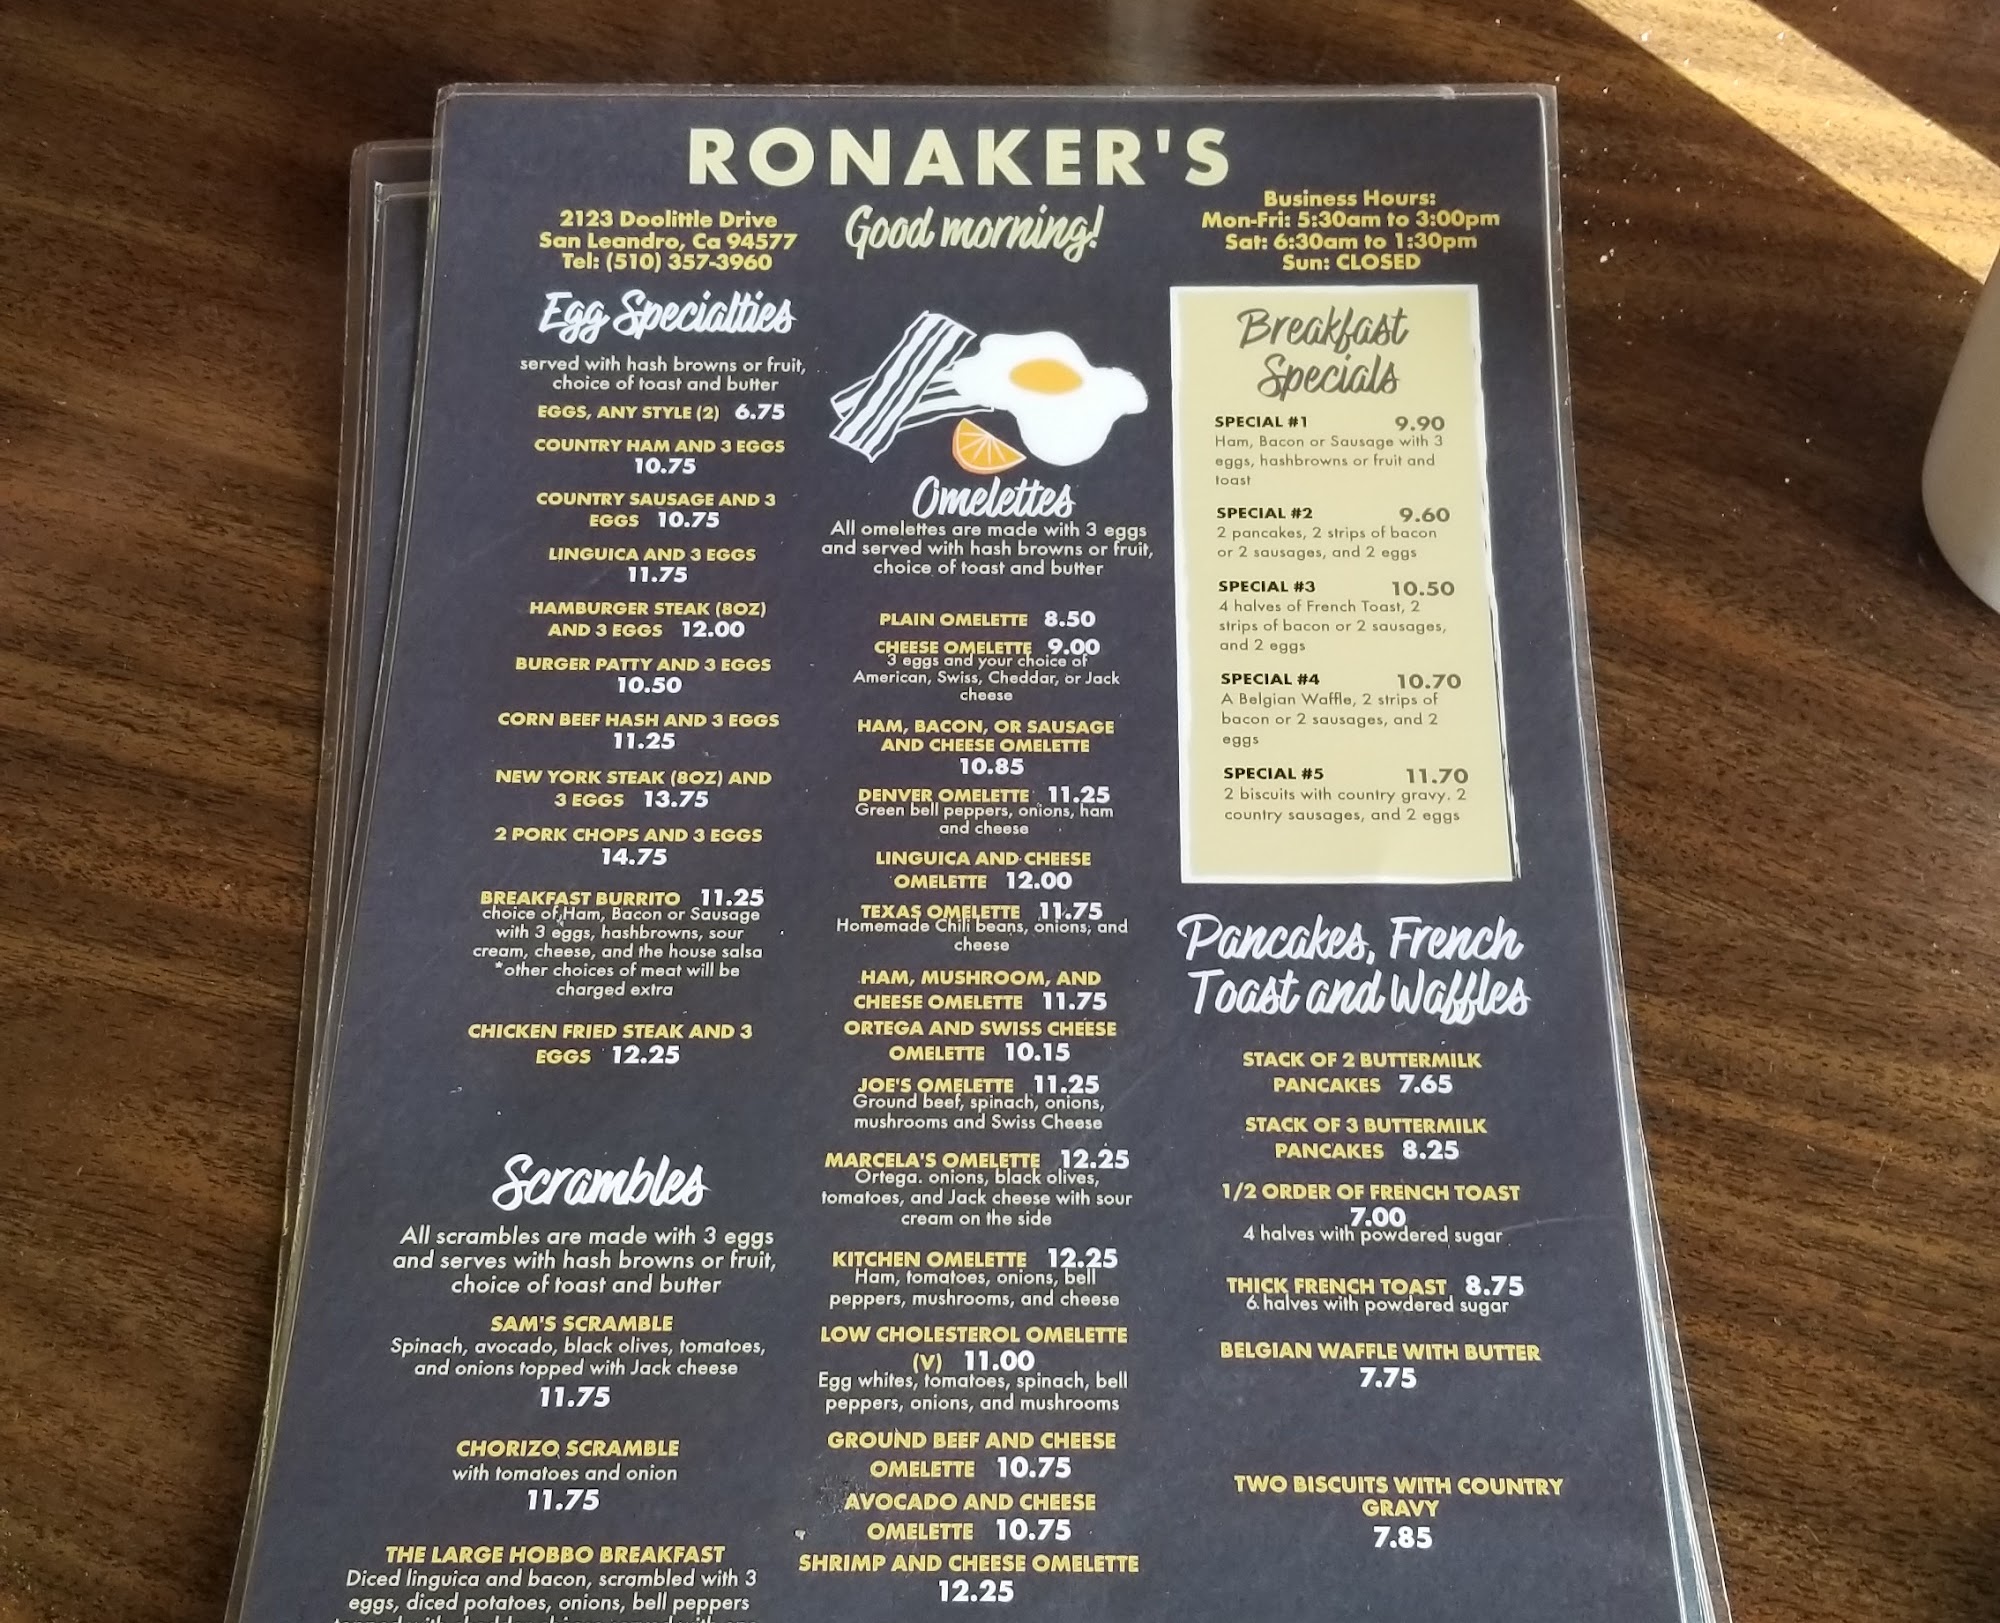 RONAKER'S
2123 Doolittle Drive
San Leandro, Ca 94577
Tel: (510) 357-3960
Good morning!
Business Hours:
Mon-Fri: 5:30am to 3:00pm
Sat: 6:30am to 1:30pm
Sun: CLOSED
Egg Specialties
served with hash browns or fruit,
choice of toast and butter
EGGS, ANY STYLE (2) 6.75
COUNTRY HAM AND 3 EGGS
10.75
COUNTRY SAUSAGE AND 3
EGGS 10.75
LINGUICA AND 3 EGGS
11.75
HAMBURGER STEAK (8OZ)
AND 3 EGGS 12.00
BURGER PATTY AND 3 EGGS
10.50
CORN BEEF HASH AND 3 EGGS
11.25
NEW YORK STEAK (8OZ) AND
3 EGGS 13.75
2 PORK CHOPS AND 3 EGGS
14.75
BREAKFAST BURRITO 11.25
choice of Ham, Bacon or Sausage
with 3 eggs, hashbrowns, sour
cream, cheese, and the house salsa
*other choices of meat will be
charged extra
CHICKEN FRIED STEAK AND 3
EGGS 12.25
Scrambles
All scrambles are made with 3 eggs
and serves with hash browns or fruit,
choice of toast and butter
SAM'S SCRAMBLE
Spinach, avocado, black olives, tomatoes,
and onions topped with Jack cheese
11.75
CHORIZO SCRAMBLE
with tomatoes and onion
11.75
THE LARGE HOBBO BREAKFAST
Diced linguica and bacon, scrambled with 3
eggs, diced potatoes, onions, bell peppers
Omelettes
All omelettes are made with 3 eggs
and served with hash browns or fruit,
choice of toast and butter
PLAIN OMELETTE 8.50
CHEESE OMELETTE 9.00
3 eggs and your choice of
American, Swiss, Cheddar, or Jack
cheese
HAM, BACON, OR SAUSAGE
AND CHEESE OMELETTE
10.85
DENVER OMELETTE 11.25
Green bell peppers, onions, ham
and cheese
LINGUICA AND CHEESE
OMELETTE 12.00
TEXAS OMELETTE 11.75
Homemade Chili beans, onions, and
cheese
HAM, MUSHROOM, AND
CHEESE OMELETTE 11.75
ORTEGA AND SWISS CHEESE
OMELETTE 10.15
JOE'S OMELETTE 11.25
Ground beef, spinach, onions,
mushrooms and Swiss Cheese
MARCELA'S OMELETTE 12.25
Ortega. onions, black olives,
tomatoes, and Jack cheese with sour
cream on the side
KITCHEN OMELETTE 12.25
Ham, tomatoes, onions, bell
peppers, mushrooms, and cheese
LOW CHOLESTEROL OMELETTE
(V) 11.00
Egg whites, tomatoes, spinach, bell
peppers, onions, and mushrooms
GROUND BEEF AND CHEESE
OMELETTE 10.75
AVOCADO AND CHEESE
OMELETTE 10.75
SHRIMP AND CHEESE OMELETTE
12.25
Breakfast
Specials
SPECIAL #1 9.90
Ham, Bacon or Sausage with 3
eggs, hashbrowns or fruit and
toast
SPECIAL #2 9.60
2 pancakes, 2 strips of bacon
or 2 sausages, and 2 eggs
SPECIAL #3 10.50
4 halves of French Toast, 2
strips of bacon or 2 sausages,
and 2 eggs
SPECIAL #4 10.70
A Belgian Waffle, 2 strips of
bacon or 2 sausages, and 2
eggs
SPECIAL #5 11.70
2 biscuits with country gravy. 2
country sausages, and 2 eggs
Pancakes, French
Toast and Waffles
STACK OF 2 BUTTERMILK
PANCAKES 7.65
STACK OF 3 BUTTERMILK
PANCAKES 8.25
1/2 ORDER OF FRENCH TOAST
7.00
4 halves with powdered sugar
THICK FRENCH TOAST 8.75
6 halves with powdered sugar
BELGIAN WAFFLE WITH BUTTER
7.75
TWO BISCUITS WITH COUNTRY
GRAVY
7.85